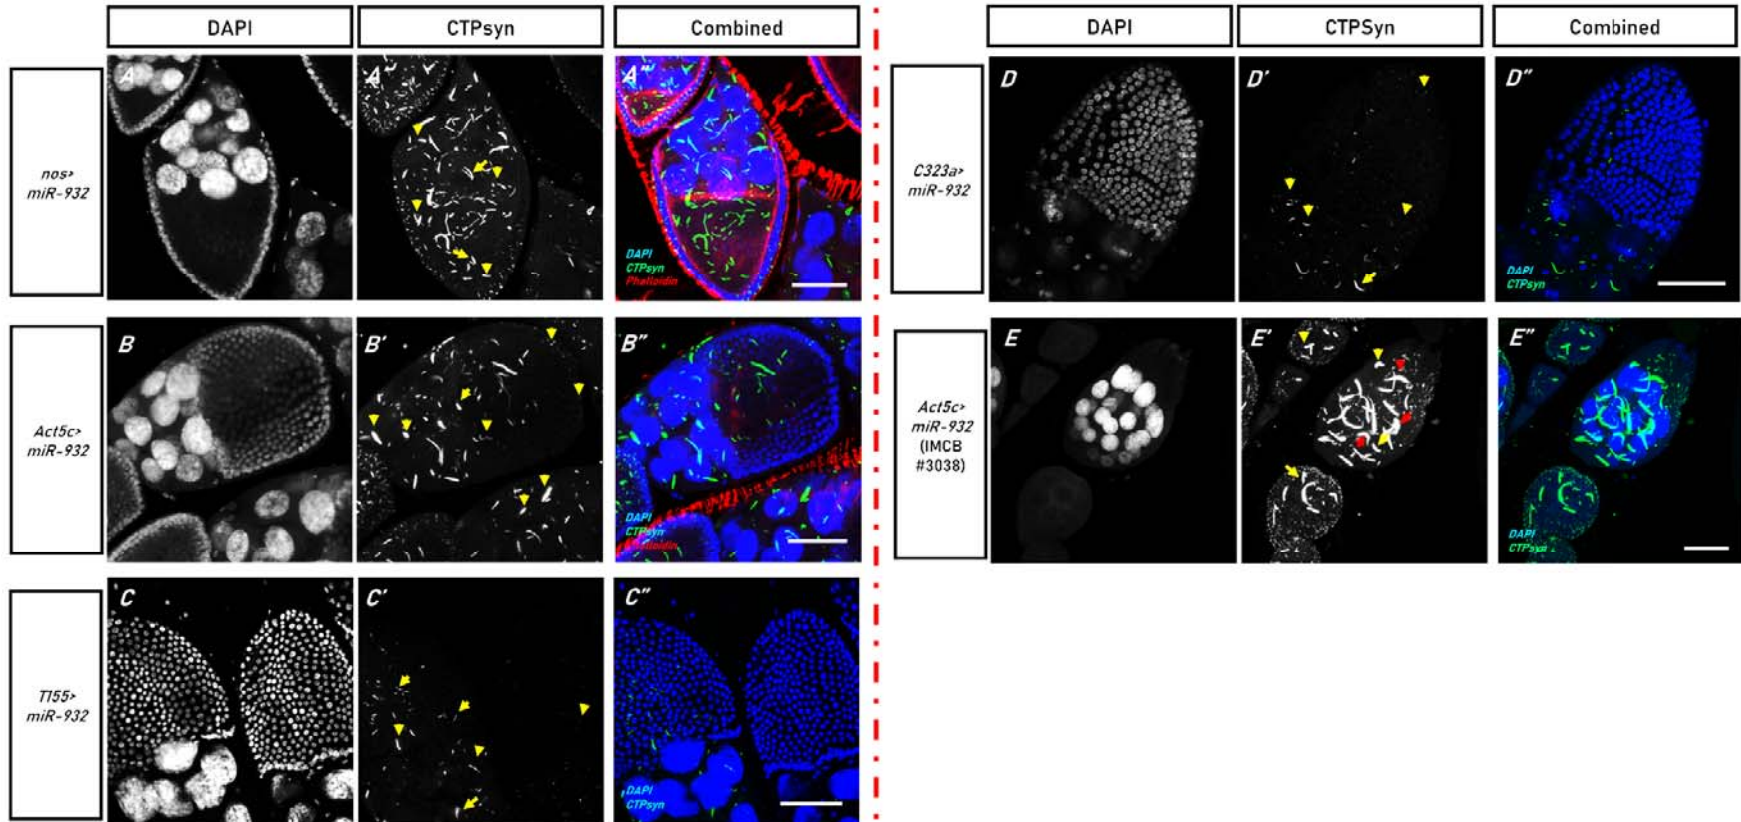 DAPI
CTPsyn
Combined
nos>
miR-932
A
A'
A"
DAPI
CTPsyn
Phalloidin
Act5c>
miR-932
B
B'
B"
DAPI
CTPsyn
Phalloidin
T155>
miR-932
C
C'
C"
DAPI
CTPsyn
DAPI
CTPSyn
Combined
C323a>
miR-932
D
D'
D"
DAPI
CTPsyn
Act5c>
miR-932
(IMCB
#3038)
E
E'
E"
DAPI
CTPsyn